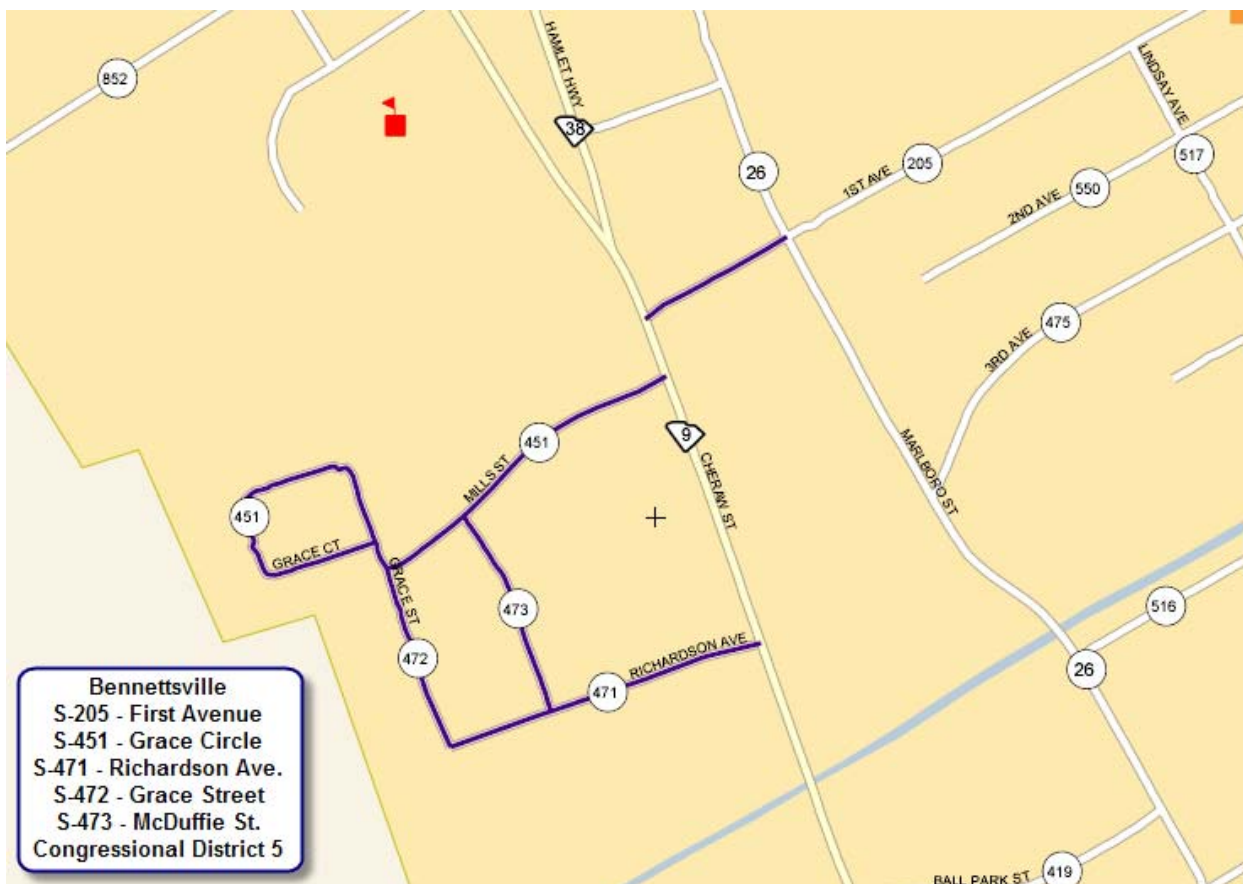 852
HAMLET HWY
38
26
1ST AVE
205
LINDSAY AVE
517
550
2ND AVE
475
3RD AVE
451
MILLS ST
9
CHERAW ST
MARLBORO ST
451
GRACE CT
GRACE ST
473
472
516
RICHARDSON AVE
471
26
Bennettsville
S-205 - First Avenue
S-451 - Grace Circle
S-471 - Richardson Ave.
S-472 - Grace Street
S-473 - McDuffie St.
Congressional District 5
BALL PARK ST
419